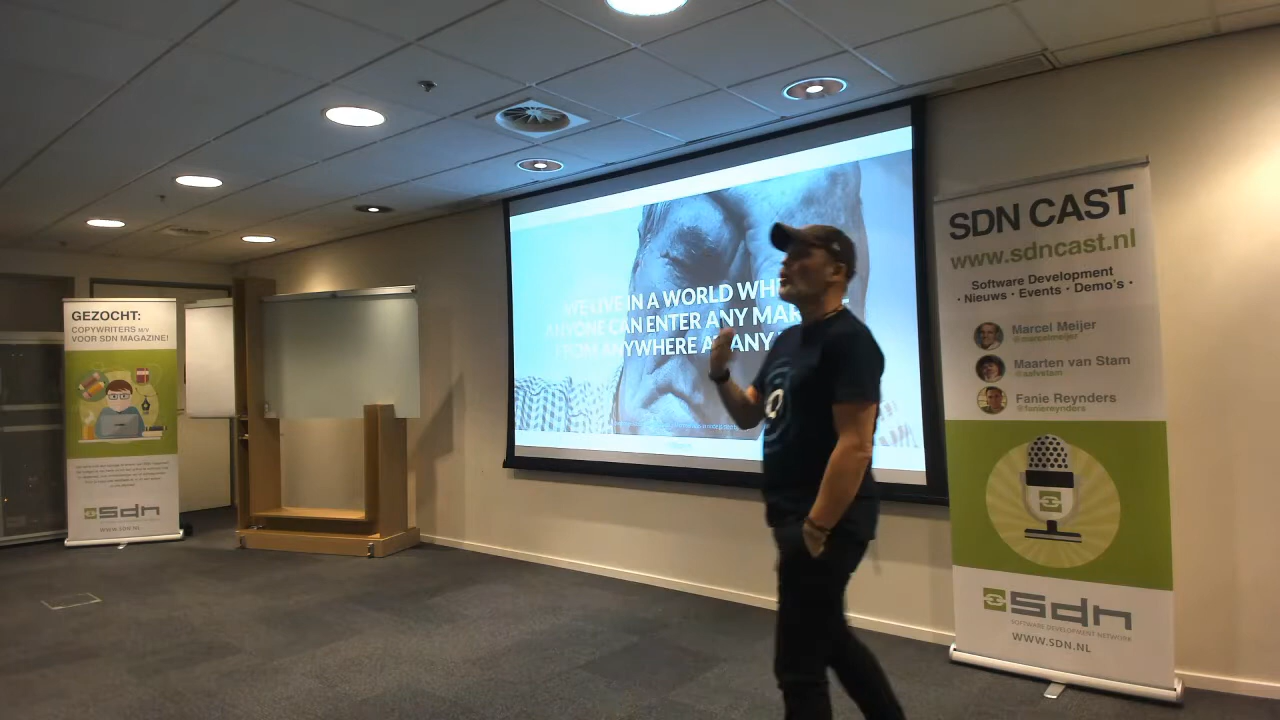 GEZOCHT:
COPYWRITERS M/V
VOOR SDN MAGAZINE!
sdn
WWW.SDN.NL
WE LIVE IN A WORLD WH
ANYONE CAN ENTER ANY MAR
FROM ANYWHERE A ANY
SDN CAST
www.sdncast.nl
Software Development
· Nieuws · Events · Demo's ·
Marcel Meijer
@marcelmeijer
Maarten van Stam
@safvstam
Fanie Reynders
@faniereynders
sdn
SOFTWARE DEVELOPMENT NETWORK
WWW.SDN.NL